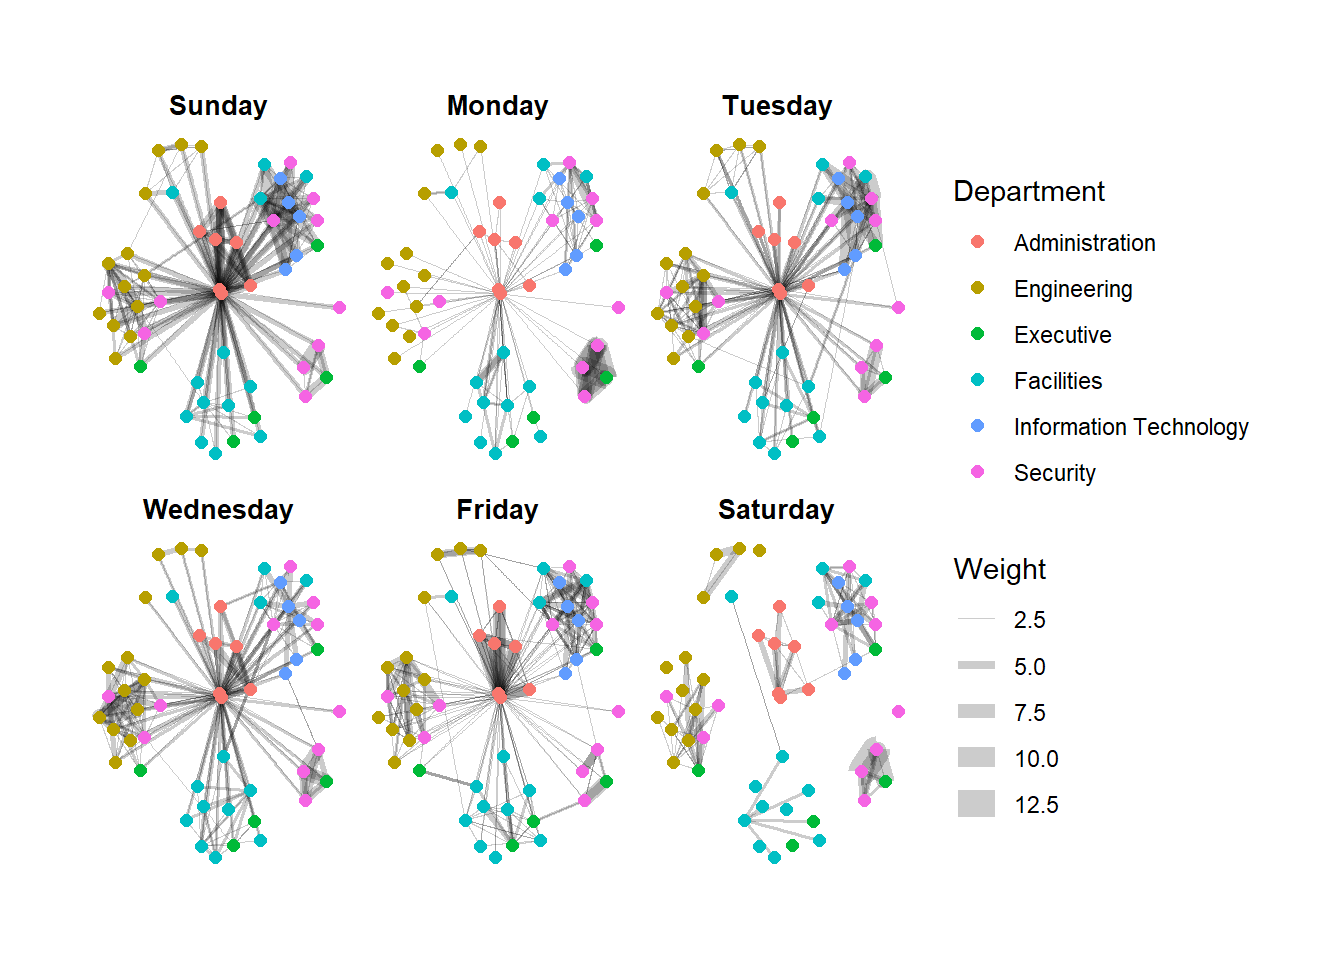 Sunday
Monday
Tuesday
Wednesday
Friday
Saturday
Department
Administration
Engineering
Executive
Facilities
Information Technology
Security
Weight
2.5
5.0
7.5
10.0
12.5